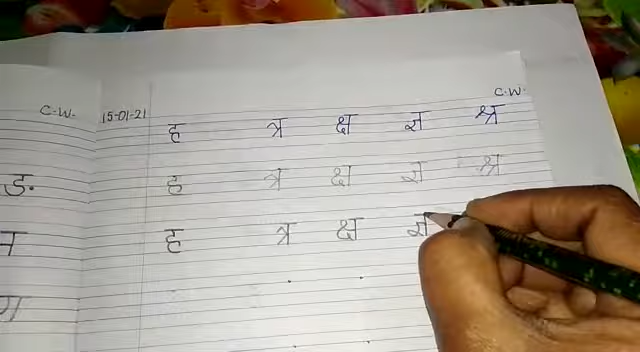 C.W.
C.W. 15-01-21
ह त्र क्ष ज्ञ श्र
ङ. ह त्र क्ष ज्ञ श्र
न ह त्र क्ष ज्ञ
ण